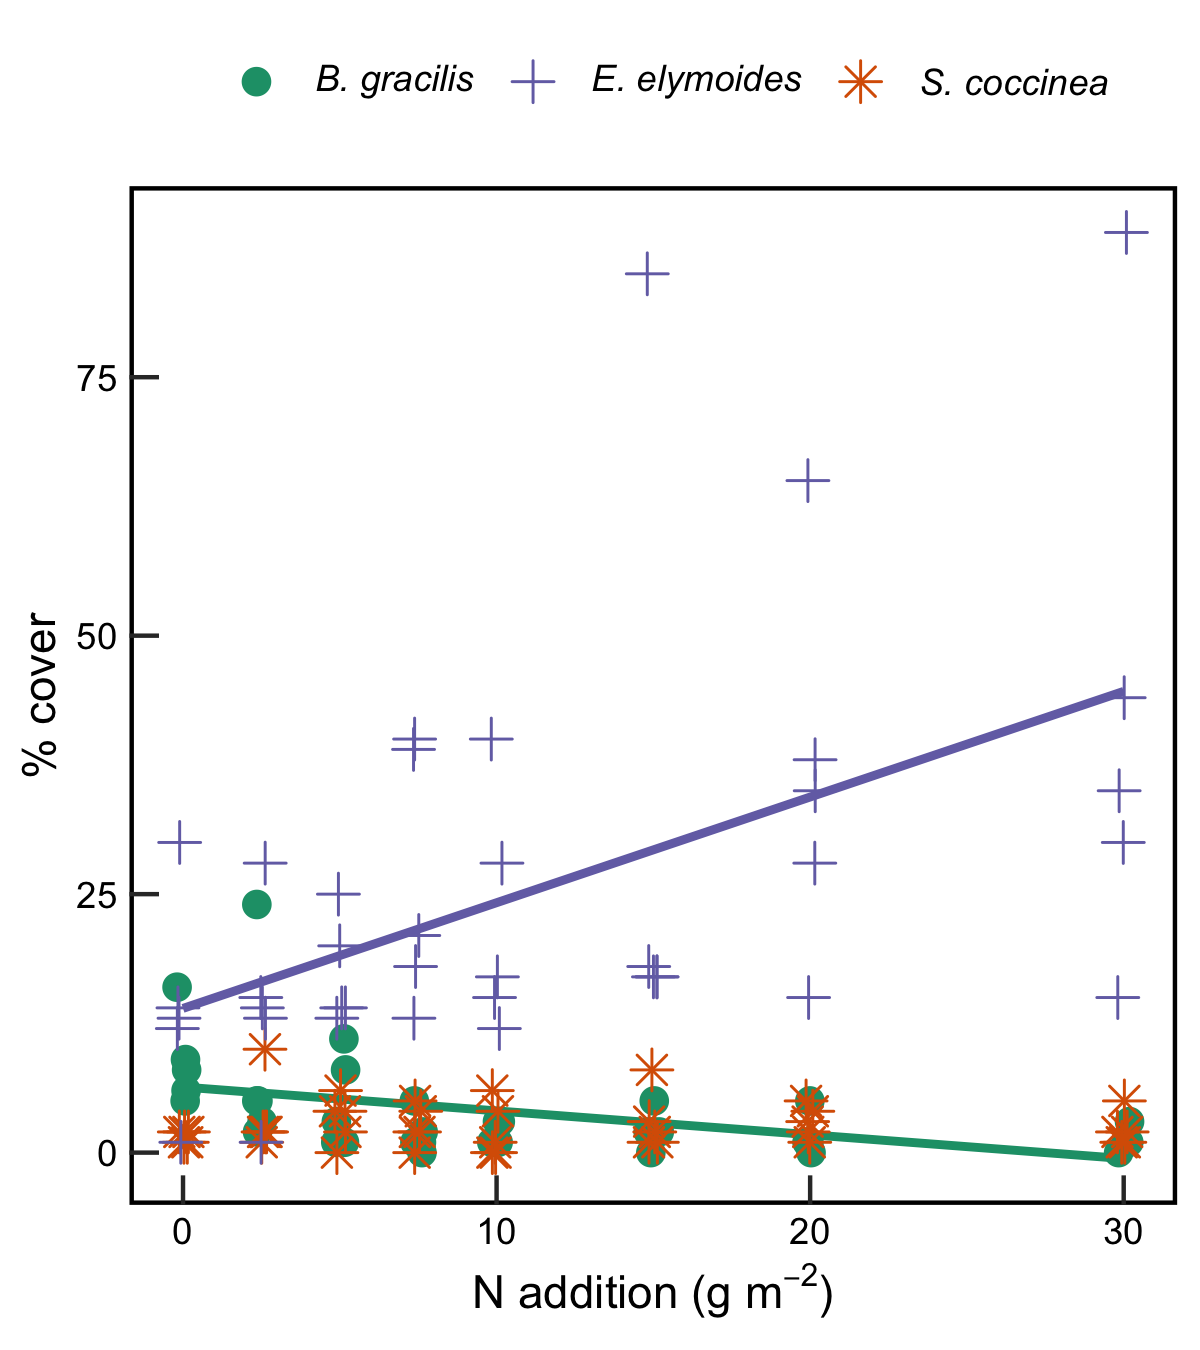 B. gracilis E. elymoides S. coccinea
75
50
25
0
% cover
0 10 20 30
N addition (g m⁻²)